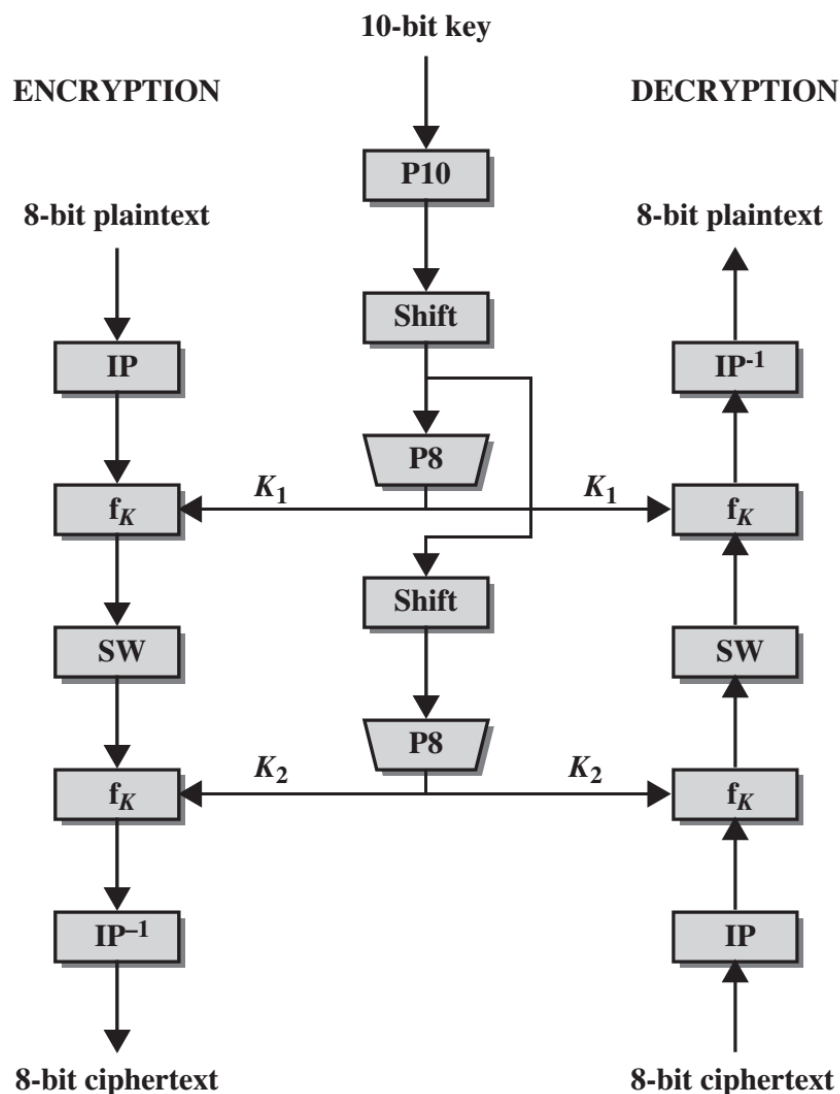 10-bit key
ENCRYPTION
DECRYPTION
P10
8-bit plaintext
8-bit plaintext
Shift
IP
IP-1
P8
K1
K1
fK
fK
Shift
SW
SW
P8
K2
K2
fK
fK
IP–1
IP
8-bit ciphertext
8-bit ciphertext